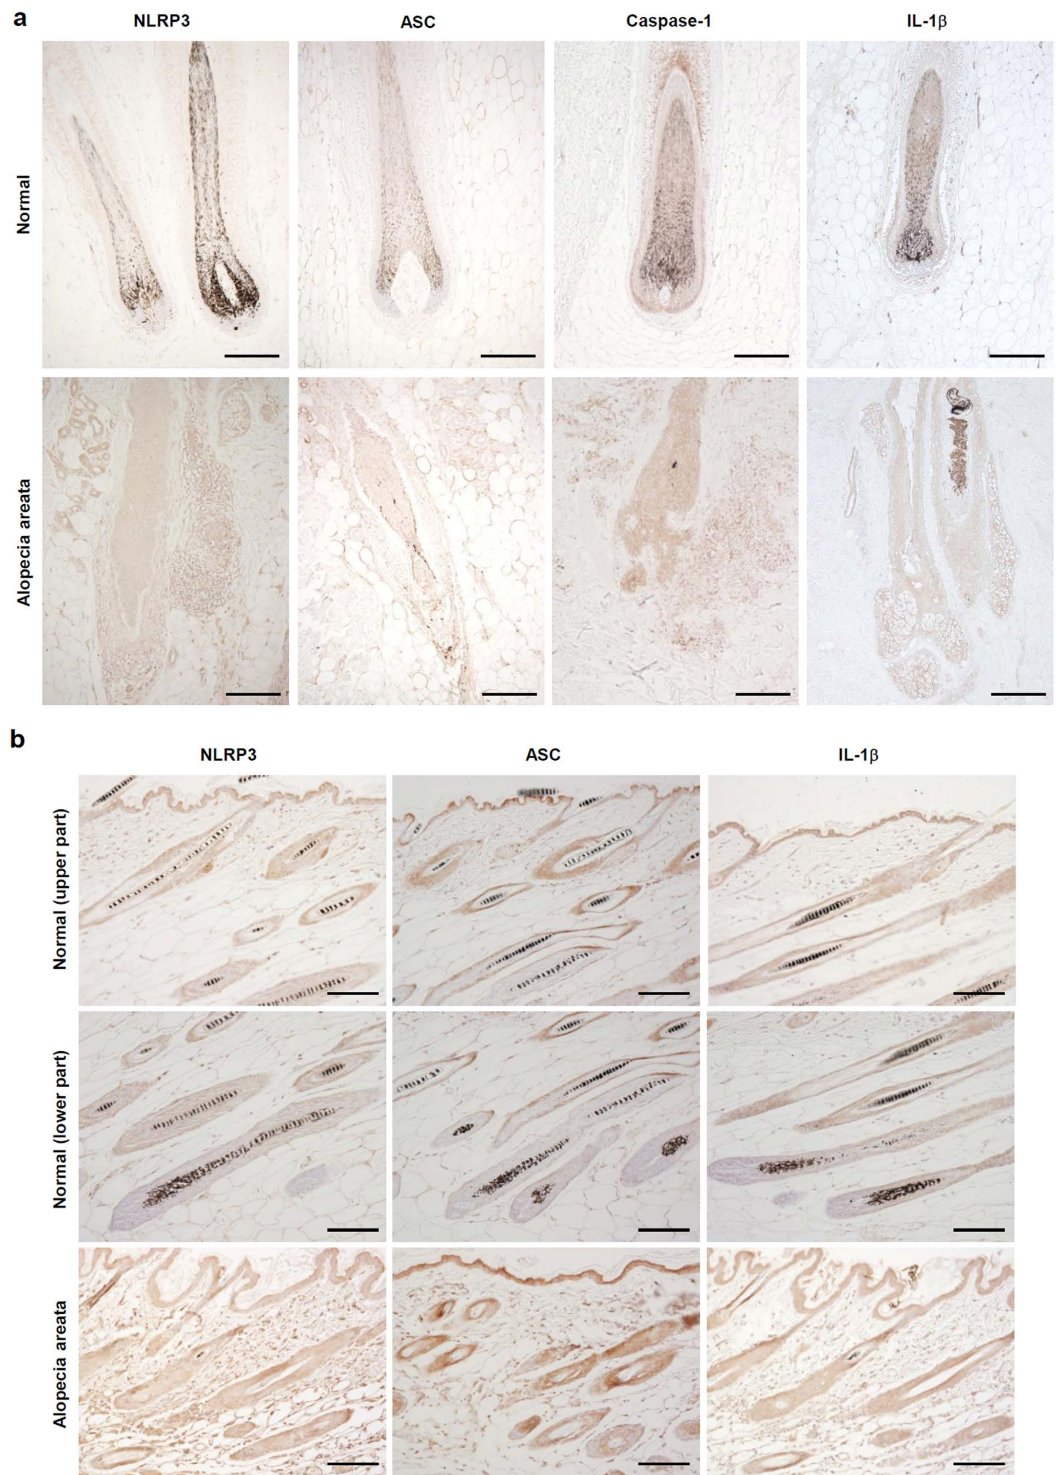 a
NLRP3
ASC
Caspase-1
IL-1β
Normal
Alopecia areata
b
NLRP3
ASC
IL-1β
Normal (upper part)
Normal (lower part)
Alopecia areata